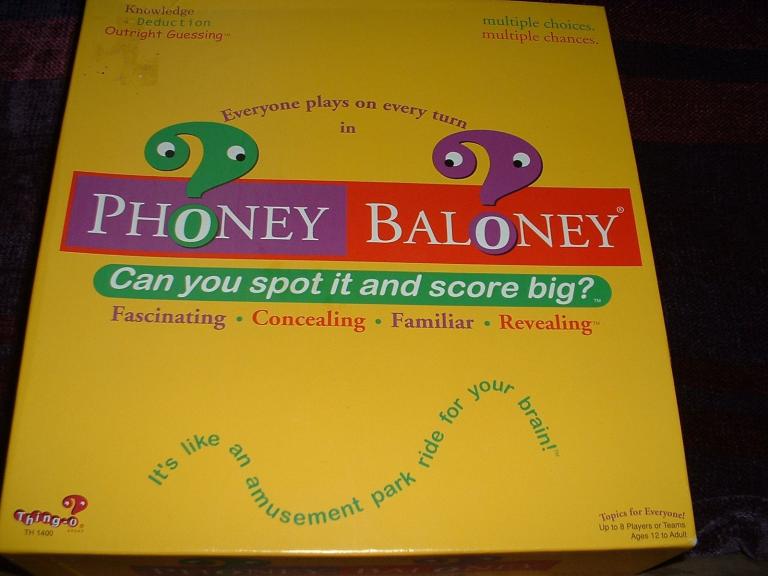 Knowledge
Deduction
Outright Guessing™
multiple choices.
multiple chances.
Everyone plays on every turn
in
PHONEY BALONEY®
Can you spot it and score big?™
Fascinating • Concealing • Familiar • Revealing™
It's like an amusement park ride for your brain!™
Thing-O®
TH 1400
Topics for Everyone!
Up to 8 Players or Teams
Ages 12 to Adult